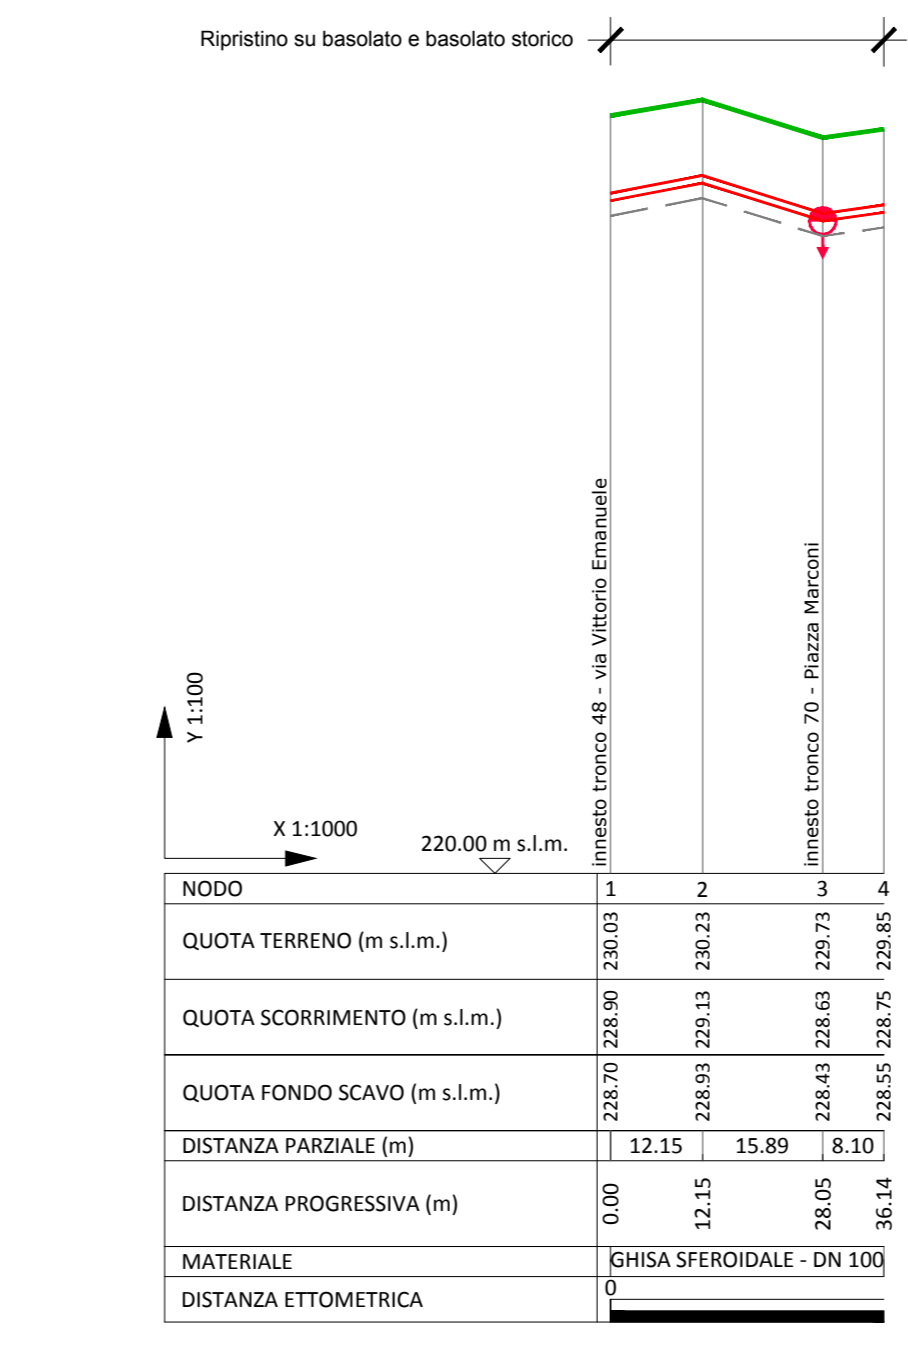 Ripristino su basolato e basolato storico
innesto tronco 48 - via Vittorio Emanuele
innesto tronco 70 - Piazza Marconi
Y 1:100
X 1:1000
220.00 m s.l.m.
NODO 1 2 3 4
QUOTA TERRENO (m s.l.m.) 230.03 230.23 229.73 229.85
QUOTA SCORRIMENTO (m s.l.m.) 228.90 229.13 228.63 228.75
QUOTA FONDO SCAVO (m s.l.m.) 228.70 228.93 228.43 228.55
DISTANZA PARZIALE (m) 12.15 15.89 8.10
DISTANZA PROGRESSIVA (m) 0.00 12.15 28.05 36.14
MATERIALE GHISA SFEROIDALE - DN 100
DISTANZA ETTOMETRICA 0